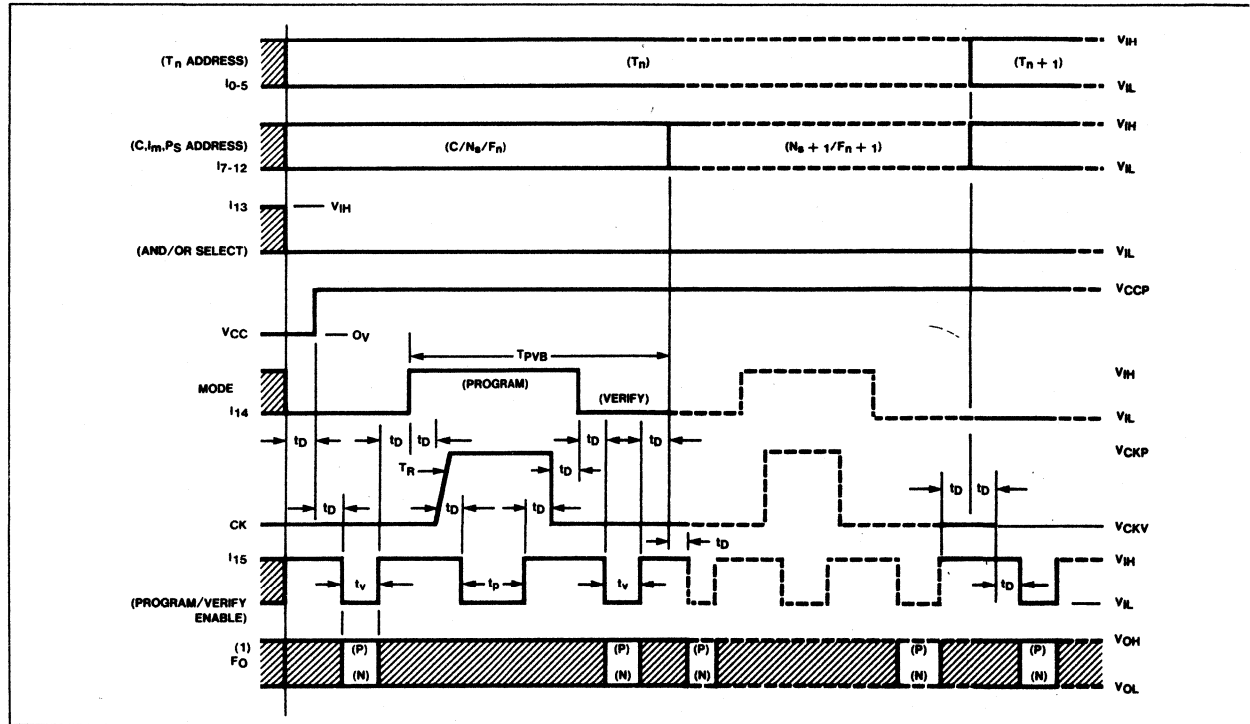 (Tn ADDRESS)
I0-5
(Tn)
(Tn + 1)
VIH
VIL
(C,Im,PS ADDRESS)
I7-12
(C/Ns/Fn)
(Ns + 1/Fn + 1)
VIH
VIL
I13
VIH
(AND/OR SELECT)
VIL
VCCP
VCC
OV
TPVB
MODE
I14
(PROGRAM)
(VERIFY)
VIH
VIL
tD
tD
tD
tD
tD
TR
tD
VCKP
tD
tD
tD
tD
tD
CK
VCKV
tD
I15
VIH
tv
tp
tv
tD
(PROGRAM/VERIFY
ENABLE)
VIL
(1)
FO
(P)
(P)
(P)
(P)
(P)
VOH
(N)
(N)
(N)
(N)
(N)
VOL